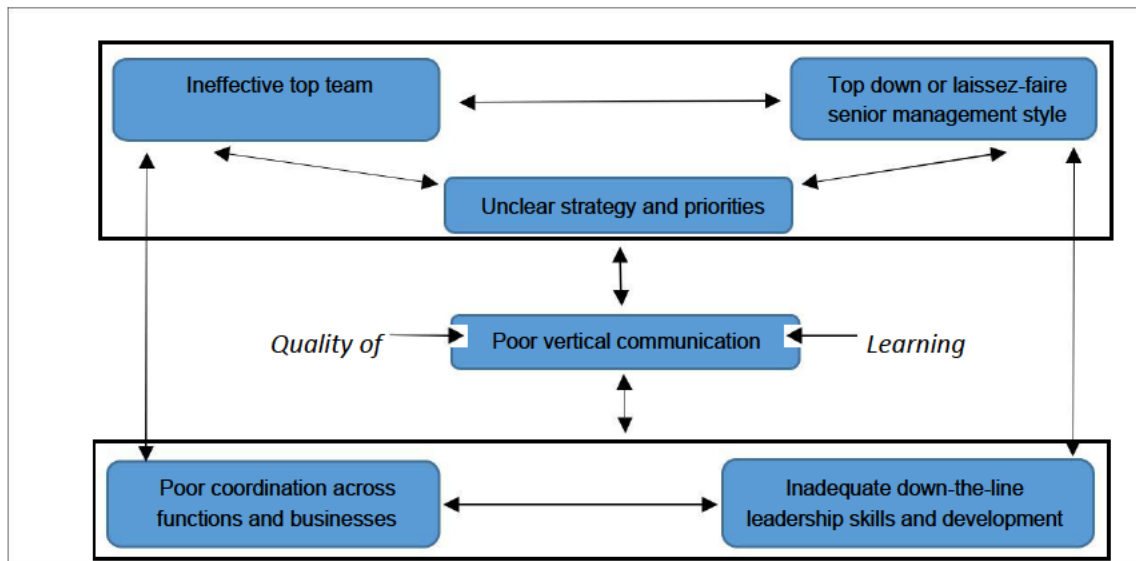 Ineffective top team
Top down or laissez-faire
senior management style
Unclear strategy and priorities
Quality of
Poor vertical communication
Learning
Poor coordination across
functions and businesses
Inadequate down-the-line
leadership skills and development